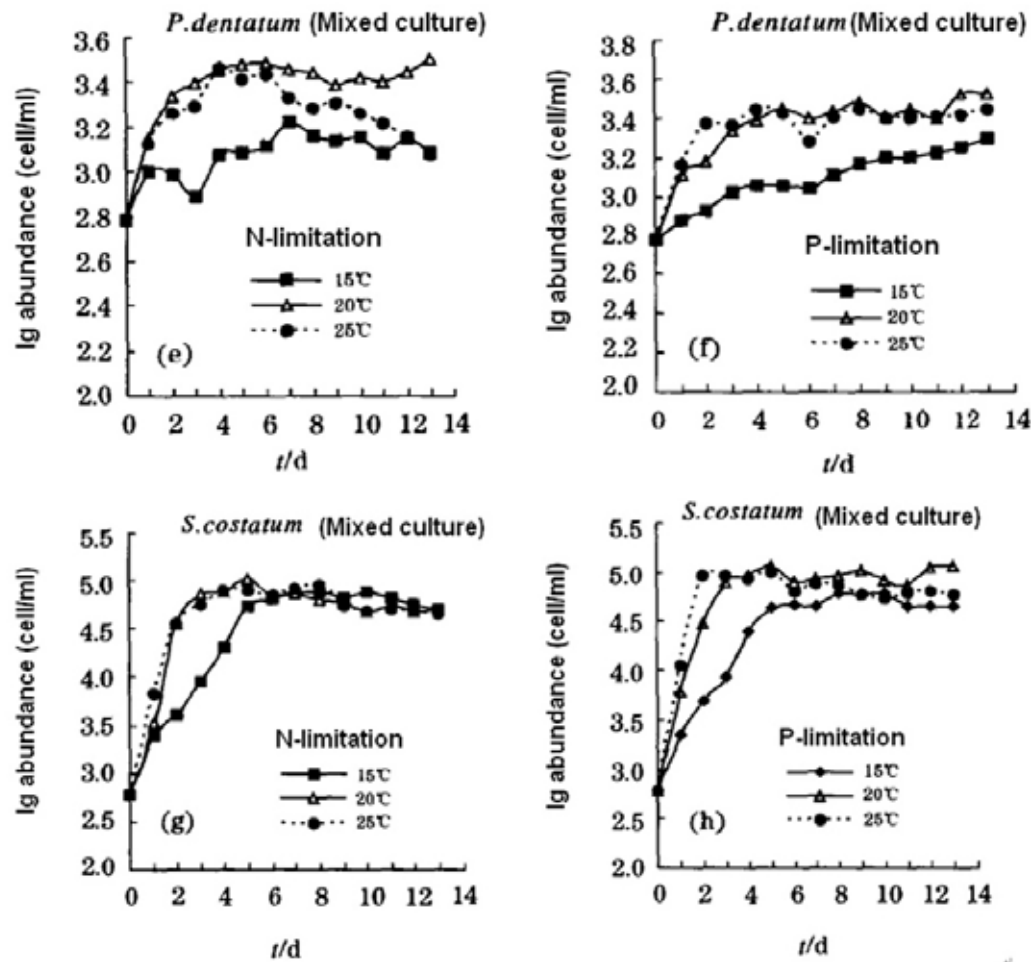 P.dentatum (Mixed culture)
3.6
3.4
3.2
3.0
2.8
2.6
2.4
2.2
2.0
lg abundance (cell/ml)
N-limitation
15℃
20℃
25℃
(e)
0 2 4 6 8 10 12 14
t/d
P.dentatum (Mixed culture)
3.8
3.6
3.4
3.2
3.0
2.8
2.6
2.4
2.2
2.0
lg abundance (cell/ml)
P-limitation
15℃
20℃
25℃
(f)
0 2 4 6 8 10 12 14
t/d
S.costatum (Mixed culture)
5.5
5.0
4.5
4.0
3.5
3.0
2.5
2.0
lg abundance (cell/ml)
N-limitation
15℃
20℃
25℃
(g)
0 2 4 6 8 10 12 14
t/d
S.costatum (Mixed culture)
5.5
5.0
4.5
4.0
3.5
3.0
2.5
2.0
lg abundance (cell/ml)
P-limitation
15℃
20℃
25℃
(h)
0 2 4 6 8 10 12 14
t/d